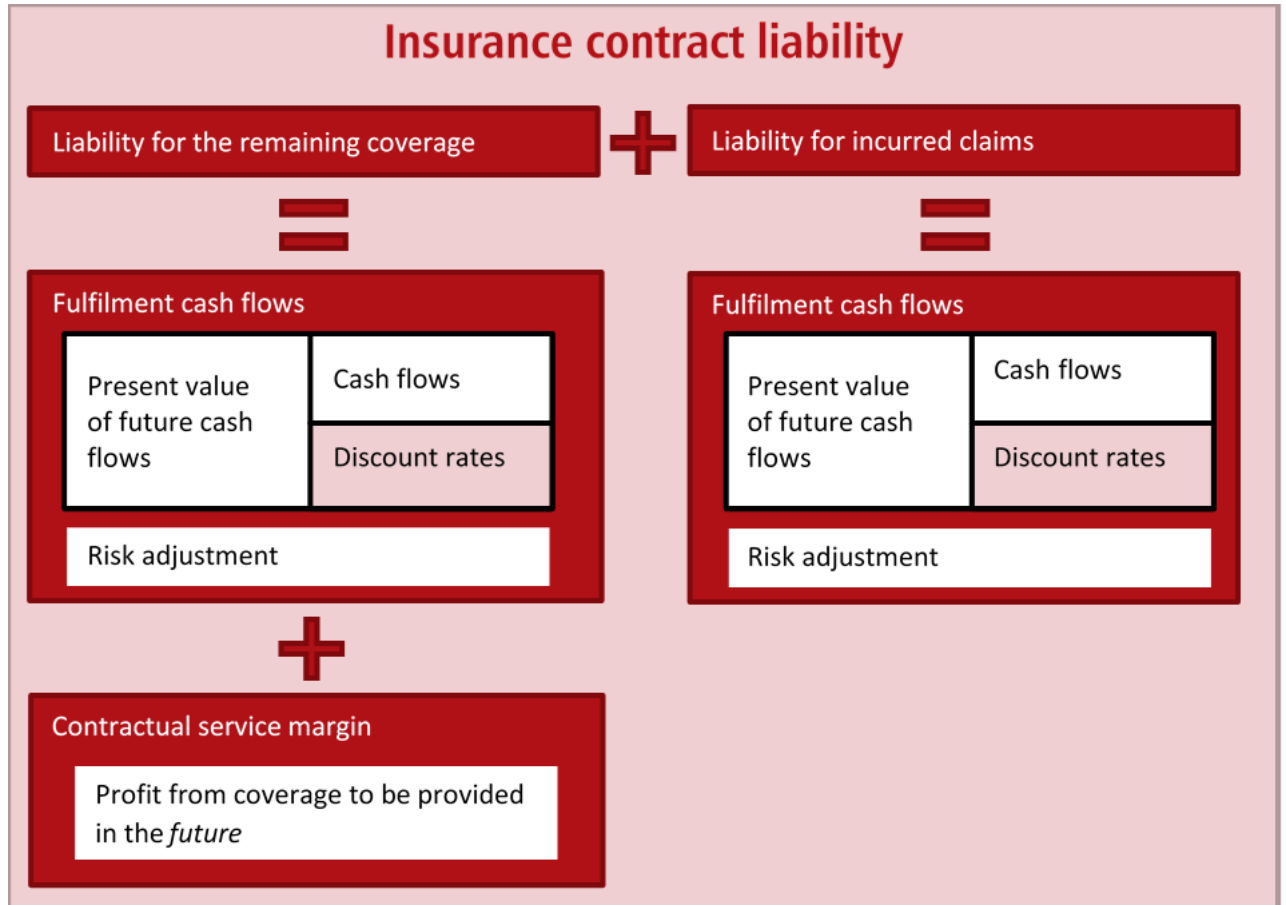 Insurance contract liability
Liability for the remaining coverage
Liability for incurred claims
Fulfilment cash flows
Present value
of future cash
flows
Cash flows
Discount rates
Risk adjustment
Fulfilment cash flows
Present value
of future cash
flows
Cash flows
Discount rates
Risk adjustment
Contractual service margin
Profit from coverage to be provided
in the future